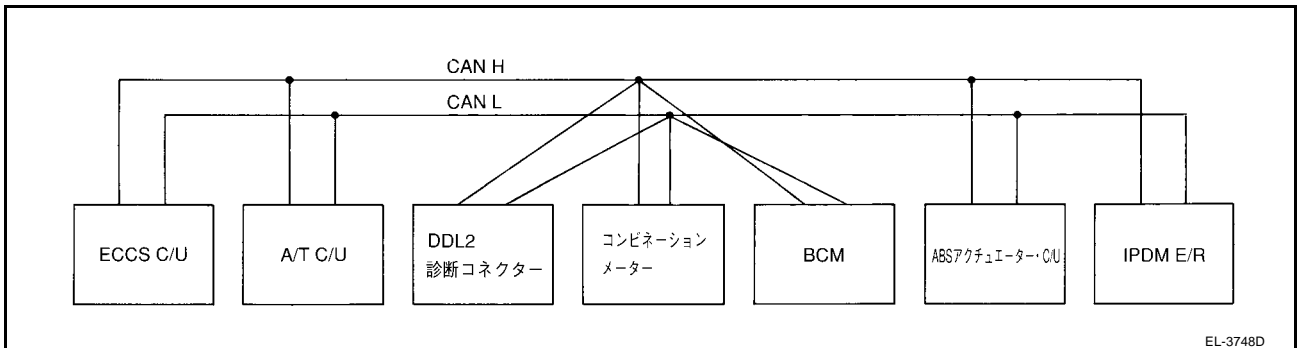 CAN H
CAN L
ECCS C/U
A/T C/U
DDL2
診断コネクター
コンビネーション
メーター
BCM
ABSアクチュエーター・C/U
IPDM E/R
EL-3748D